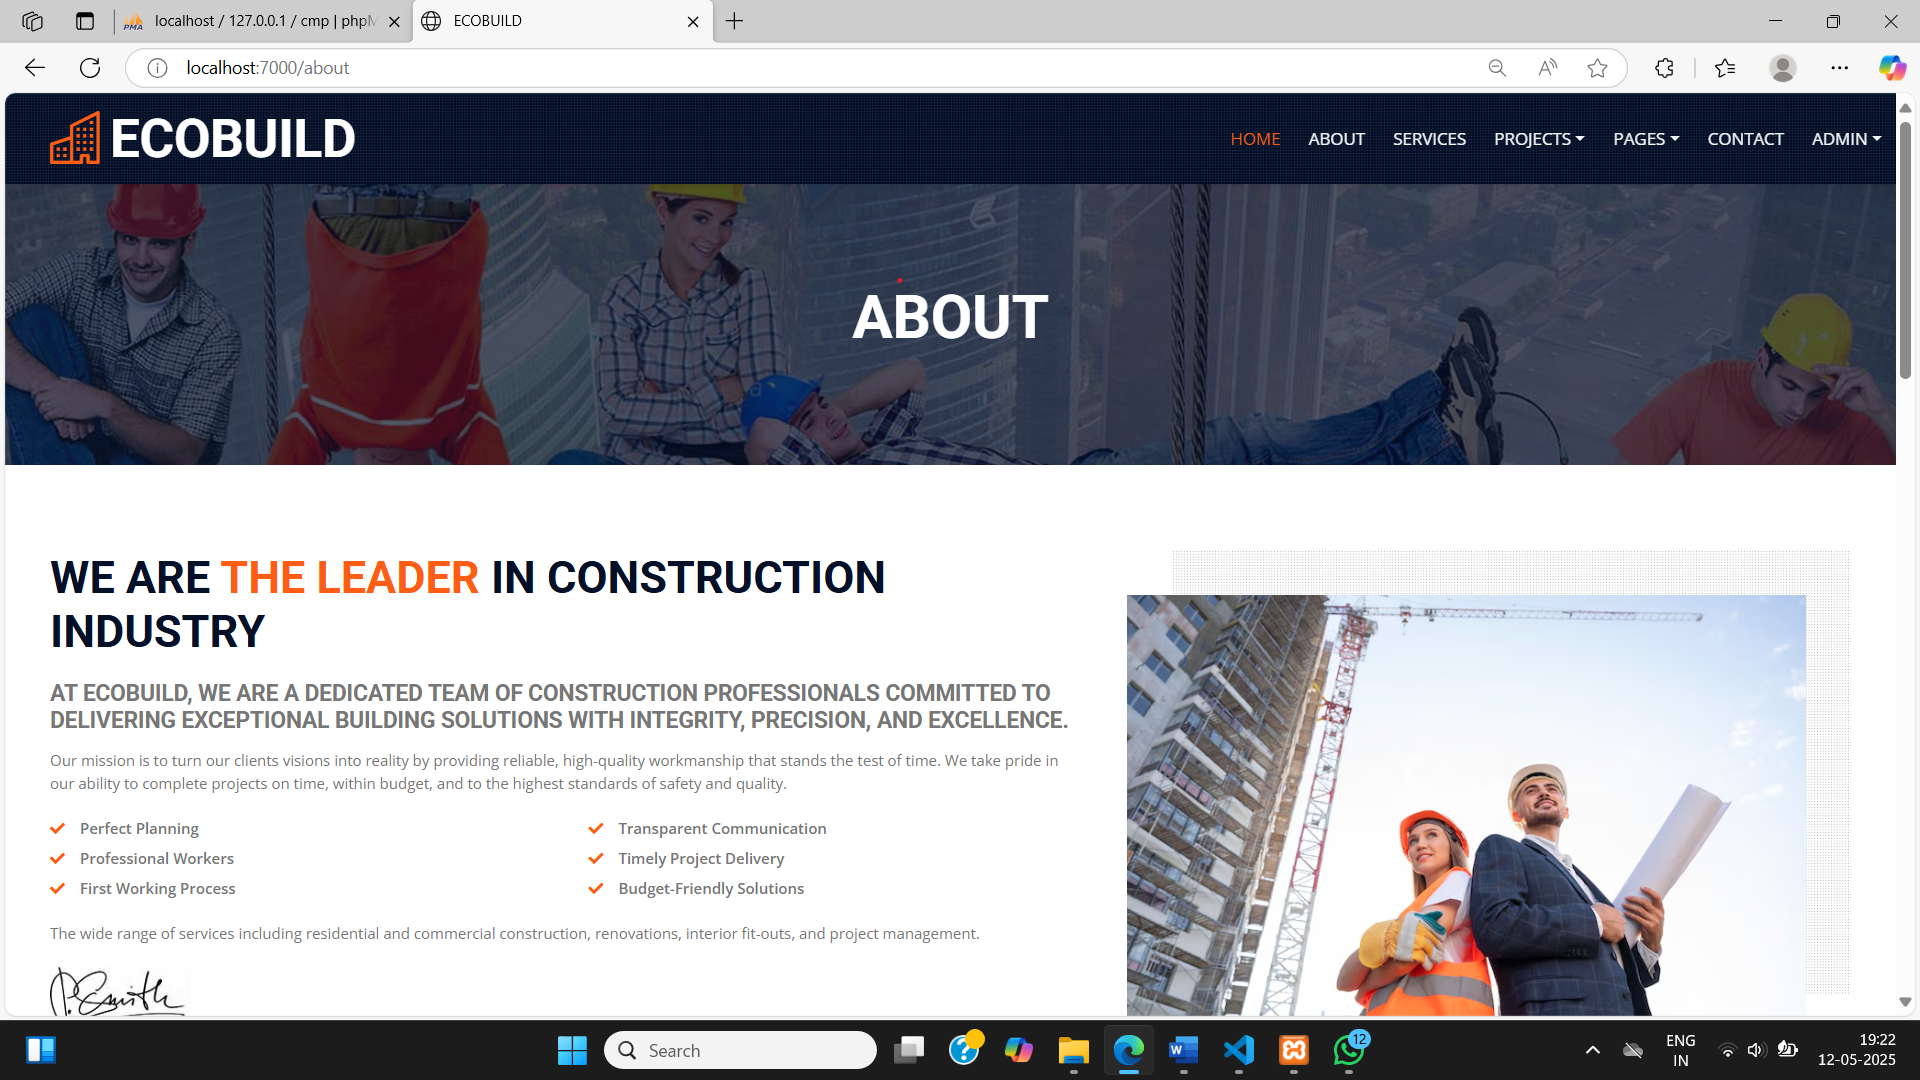 localhost / 127.0.0.1 / cmp | phpM
ECOBUILD
localhost:7000/about
ECOBUILD
HOME
ABOUT
SERVICES
PROJECTS
PAGES
CONTACT
ADMIN
ABOUT
WE ARE THE LEADER IN CONSTRUCTION
INDUSTRY
AT ECOBUILD, WE ARE A DEDICATED TEAM OF CONSTRUCTION PROFESSIONALS COMMITTED TO
DELIVERING EXCEPTIONAL BUILDING SOLUTIONS WITH INTEGRITY, PRECISION, AND EXCELLENCE.
Our mission is to turn our clients visions into reality by providing reliable, high-quality workmanship that stands the test of time. We take pride in
our ability to complete projects on time, within budget, and to the highest standards of safety and quality.
Perfect Planning
Transparent Communication
Professional Workers
Timely Project Delivery
First Working Process
Budget-Friendly Solutions
The wide range of services including residential and commercial construction, renovations, interior fit-outs, and project management.
P.Smith
Search
12
ENG
IN
19:22
12-05-2025